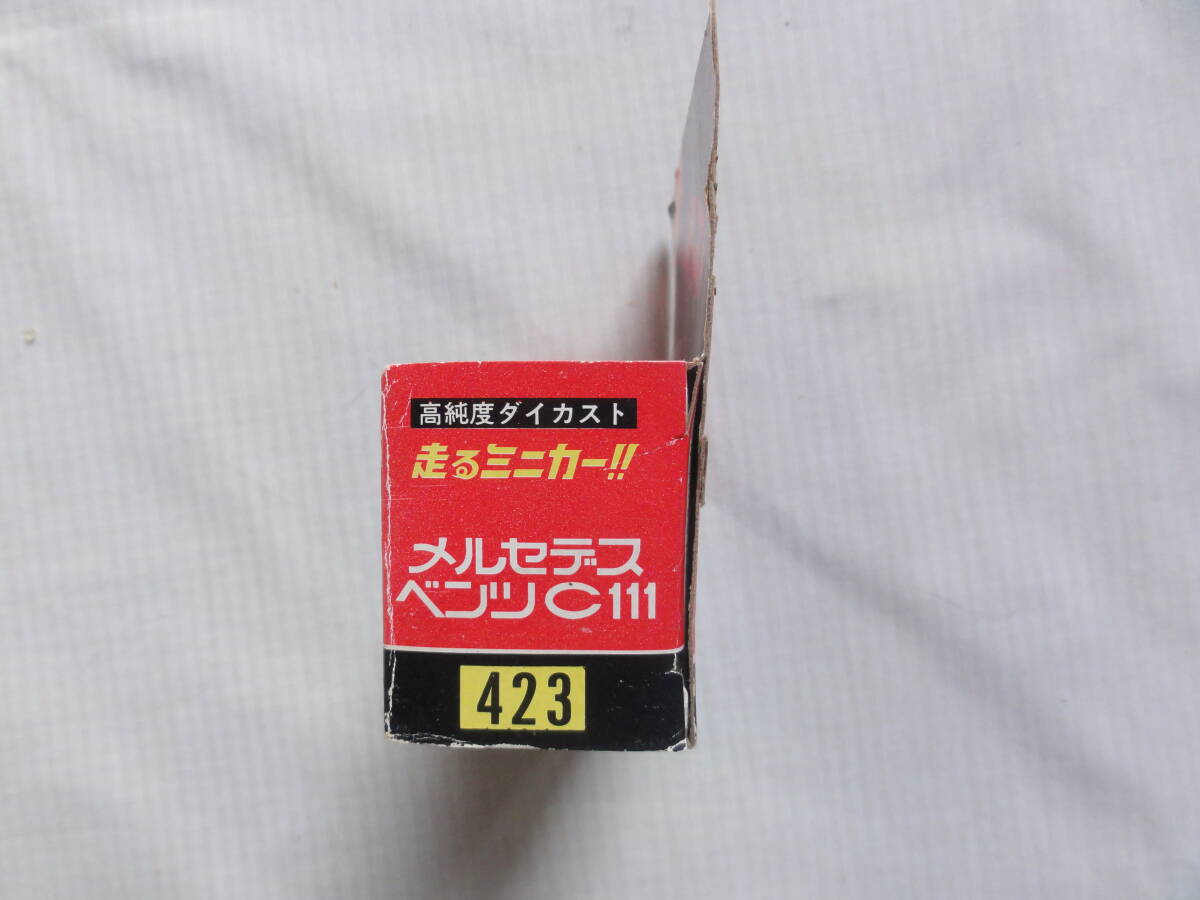 高純度ダイカスト
走るミニカー!!
メルセデス
ベンツC111
423